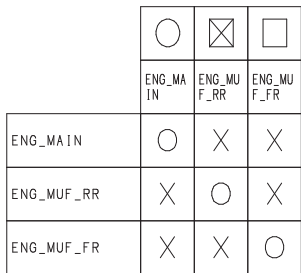 ENG_MA ENG_MU ENG_MU
IN F_RR F_FR
ENG_MAIN O X X
ENG_MUF_RR X O X
ENG_MUF_FR X X O